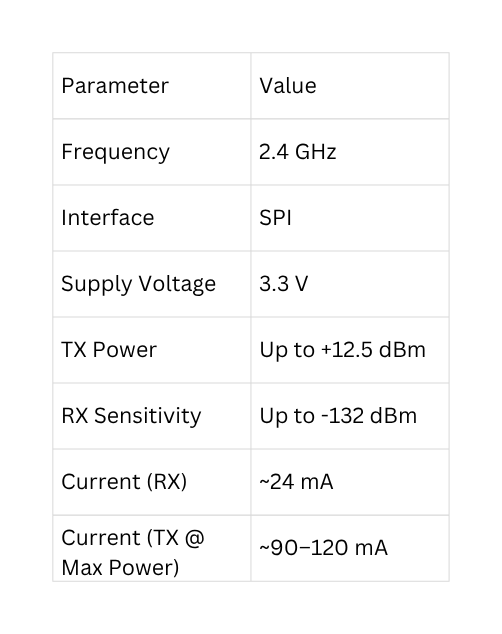 Parameter Value
Frequency 2.4 GHz
Interface SPI
Supply Voltage 3.3 V
TX Power Up to +12.5 dBm
RX Sensitivity Up to -132 dBm
Current (RX) ~24 mA
Current (TX @
Max Power) ~90–120 mA